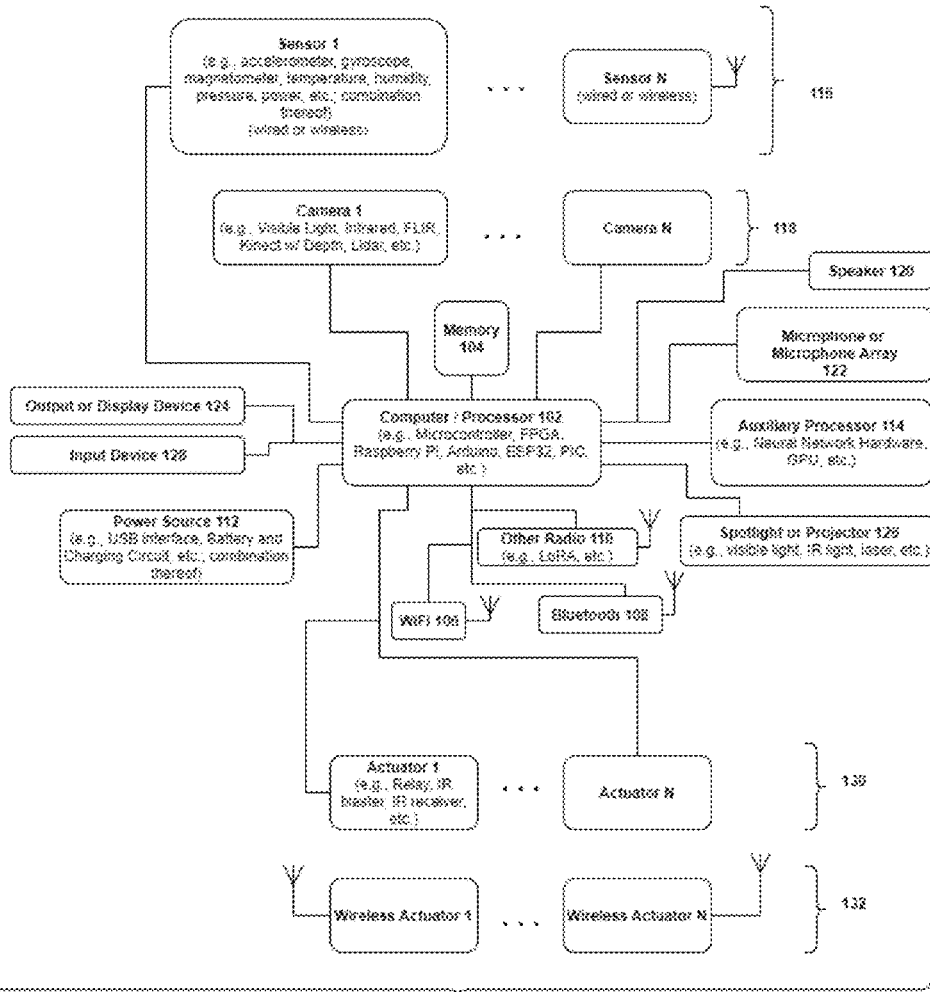 Sensor 1
(e.g., accelerometer, gyroscope,
magnetometer, temperature, humidity,
pressure, power, etc.; combination
thereof)
(wired or wireless)
. . .
Sensor N
(wired or wireless)
116
Camera 1
(e.g., Visible Light, Infrared, FLIR,
Kinect w/ Depth, Lidar, etc.)
. . .
Camera N
118
Speaker 120
Memory
104
Microphone or
Microphone Array
122
Output or Display Device 124
Computer / Processor 102
(e.g., Microcontroller, FPGA,
Raspberry PI, Arduino, EEP32, PIC,
etc.)
Auxiliary Processor 114
(e.g., Neural Network Hardware,
GPU, etc.)
Input Device 128
Power Source 112
(e.g., USB interface, Battery and
Charging Circuit, etc.; combination
thereof)
Other Radio 110
(e.g., LoRA, etc.)
Spotlight or Projector 126
(e.g., visible light, IR light, laser, etc.)
WiFi 106
Bluetooth 108
Actuator 1
(e.g., Relay, IR
blaster, IR receiver,
etc.)
. . .
Actuator N
130
Wireless Actuator 1
. . .
Wireless Actuator N
132